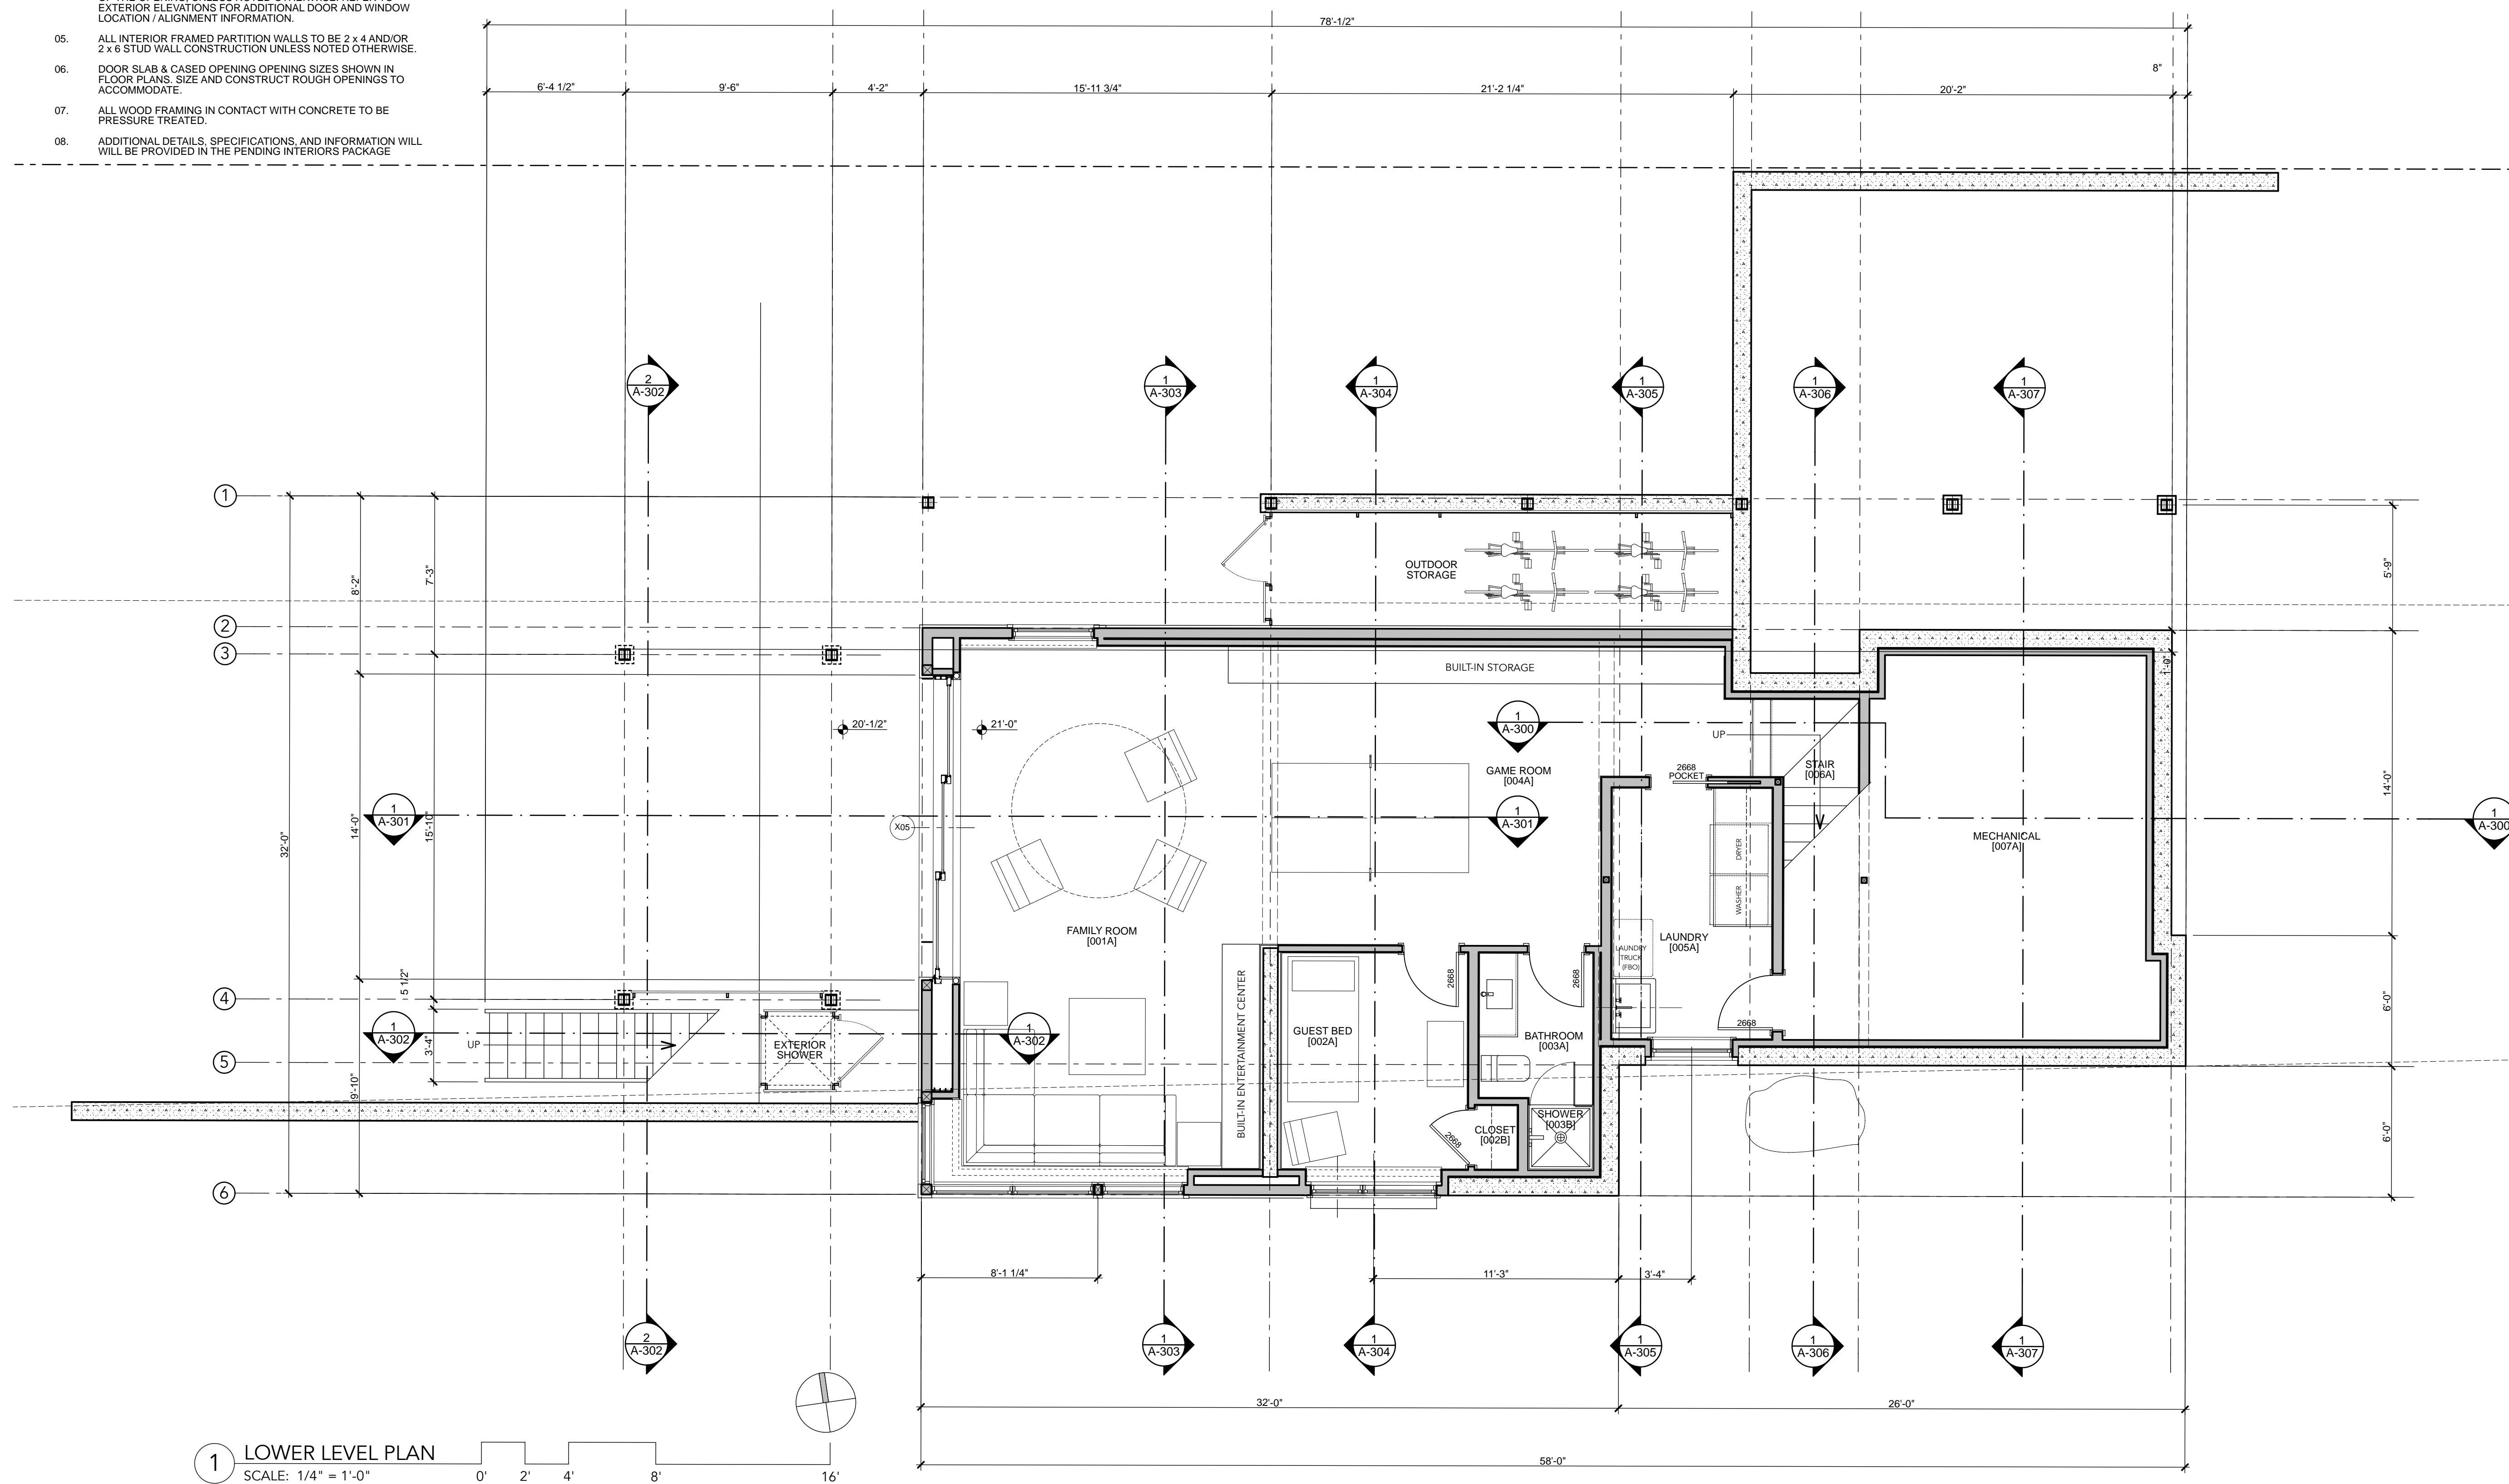 EXTERIOR ELEVATIONS FOR ADDITIONAL DOOR AND WINDOW
LOCATION / ALIGNMENT INFORMATION.
05. ALL INTERIOR FRAMED PARTITION WALLS TO BE 2 x 4 AND/OR
2 x 6 STUD WALL CONSTRUCTION UNLESS NOTED OTHERWISE.
06. DOOR SLAB & CASED OPENING OPENING SIZES SHOWN IN
FLOOR PLANS. SIZE AND CONSTRUCT ROUGH OPENINGS TO
ACCOMMODATE.
07. ALL WOOD FRAMING IN CONTACT WITH CONCRETE TO BE
PRESSURE TREATED.
08. ADDITIONAL DETAILS, SPECIFICATIONS, AND INFORMATION WILL
WILL BE PROVIDED IN THE PENDING INTERIORS PACKAGE
78'-1/2"
8"
6'-4 1/2"
9'-6"
4'-2"
15'-11 3/4"
21'-2 1/4"
20'-2"
2
A-302
1
A-303
1
A-304
1
A-305
1
A-306
1
A-307
1
2
3
4
5
6
32'-0"
8'-2"
14'-0"
9'-10"
7'-3"
15'-10"
5 1/2"
3'-4"
OUTDOOR
STORAGE
5'-9"
1'-0"
14'-0"
6'-0"
6'-0"
BUILT-IN STORAGE
20'-1/2"
21'-0"
1
A-300
UP
GAME ROOM
[004A]
2668
POCKET
STAIR
[006A]
1
A-301
X05
1
A-301
1
A-300
MECHANICAL
[007A]
DRYER
WASHER
FAMILY ROOM
[001A]
LAUNDRY
[005A]
LAUNDRY
TRUCK
(FBO)
2668
2668
2668
BUILT-IN ENTERTAINMENT CENTER
GUEST BED
[002A]
BATHROOM
[003A]
1
A-302
UP
EXTERIOR
SHOWER
1
A-302
SHOWER
[003B]
CLOSET
[002B]
2668
8'-1 1/4"
11'-3"
3'-4"
2
A-302
1
A-303
1
A-304
1
A-305
1
A-306
1
A-307
32'-0"
26'-0"
58'-0"
1
LOWER LEVEL PLAN
SCALE: 1/4" = 1'-0"
0'
2'
4'
8'
16'